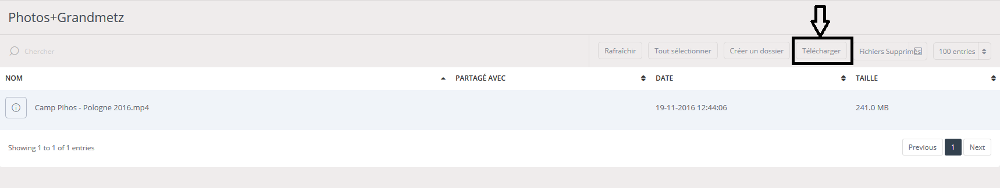 Photos+Grandmetz
Chercher
Rafraîchir Tout sélectionner Créer un dossier Télécharger Fichiers Supprimés 100 entries
NOM PARTAGÉ AVEC DATE TAILLE
Camp Pihos - Pologne 2016.mp4 19-11-2016 12:44:06 241.0 MB
Showing 1 to 1 of 1 entries Previous 1 Next